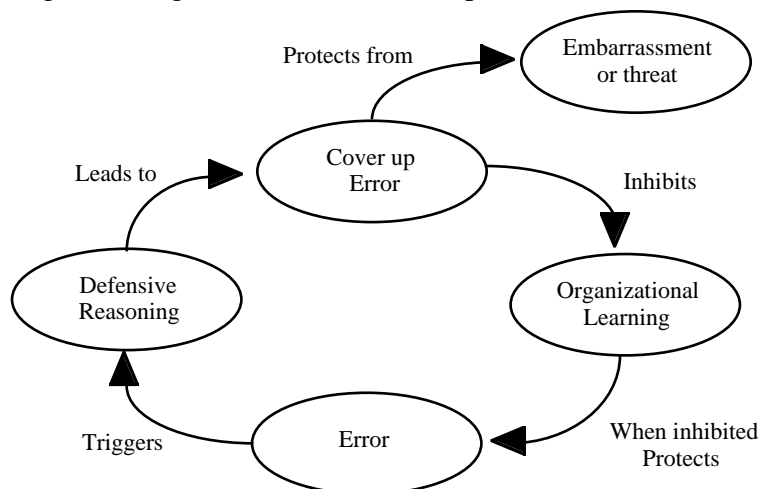 Protects from
Embarrassment
or threat
Leads to
Cover up
Error
Inhibits
Defensive
Reasoning
Organizational
Learning
Triggers
Error
When inhibited
Protects